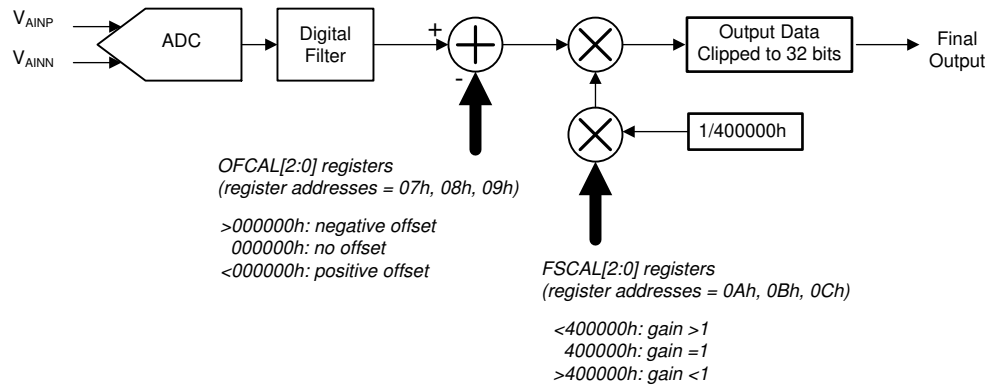 V_AINP
V_AINN
ADC
Digital
Filter
+
-
Output Data
Clipped to 32 bits
Final
Output
1/400000h
OFCAL[2:0] registers
(register addresses = 07h, 08h, 09h)
>000000h: negative offset
000000h: no offset
<000000h: positive offset
FSCAL[2:0] registers
(register addresses = 0Ah, 0Bh, 0Ch)
<400000h: gain >1
400000h: gain =1
>400000h: gain <1